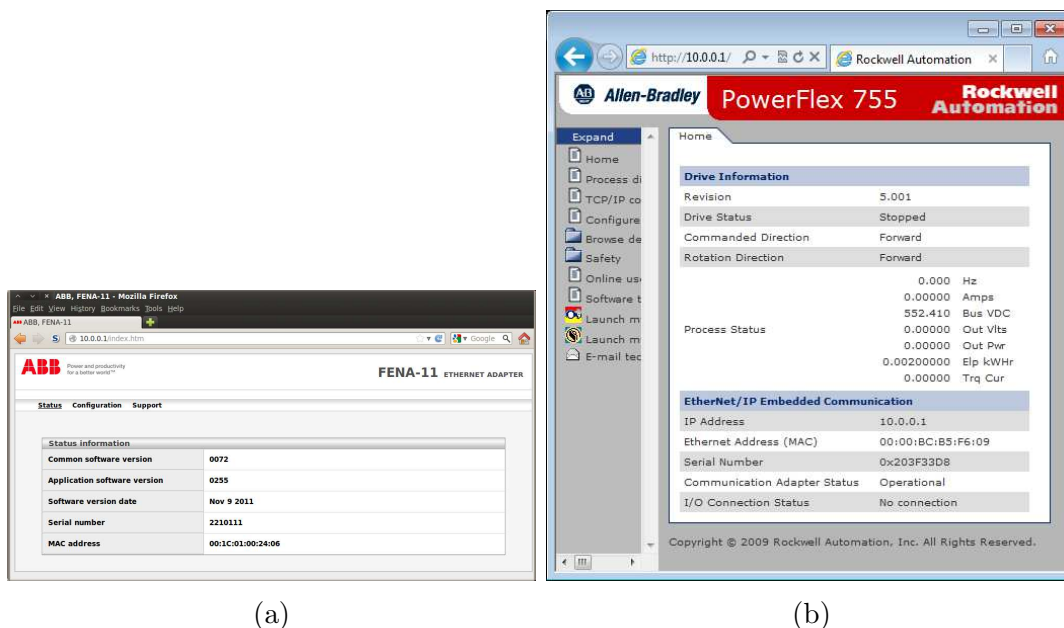 ABB, FENA-11 - Mozilla Firefox
File Edit View History Bookmarks Tools Help
ABB, FENA-11
10.0.0.1/index.htm
Google
ABB
Power and productivity
for a better world™
FENA-11 ETHERNET ADAPTER
Status Configuration Support
Status information
Common software version 0072
Application software version 0255
Software version date Nov 9 2011
Serial number 2210111
MAC address 00:1C:01:00:24:06
(a)
http://10.0.0.1/
Rockwell Automation
AB Allen-Bradley
PowerFlex 755
Rockwell
Automation
Expand
Home
Process di
TCP/IP co
Configure
Browse de
Safety
Online use
Software t
Launch m
Launch m
E-mail tec
Home
Drive Information
Revision 5.001
Drive Status Stopped
Commanded Direction Forward
Rotation Direction Forward
Process Status
0.000 Hz
0.00000 Amps
552.410 Bus VDC
0.00000 Out Vlts
0.00000 Out Pwr
0.00200000 Elp kWHr
0.00000 Trq Cur
EtherNet/IP Embedded Communication
IP Address 10.0.0.1
Ethernet Address (MAC) 00:00:BC:B5:F6:09
Serial Number 0x203F33D8
Communication Adapter Status Operational
I/O Connection Status No connection
Copyright © 2009 Rockwell Automation, Inc. All Rights Reserved.
(b)